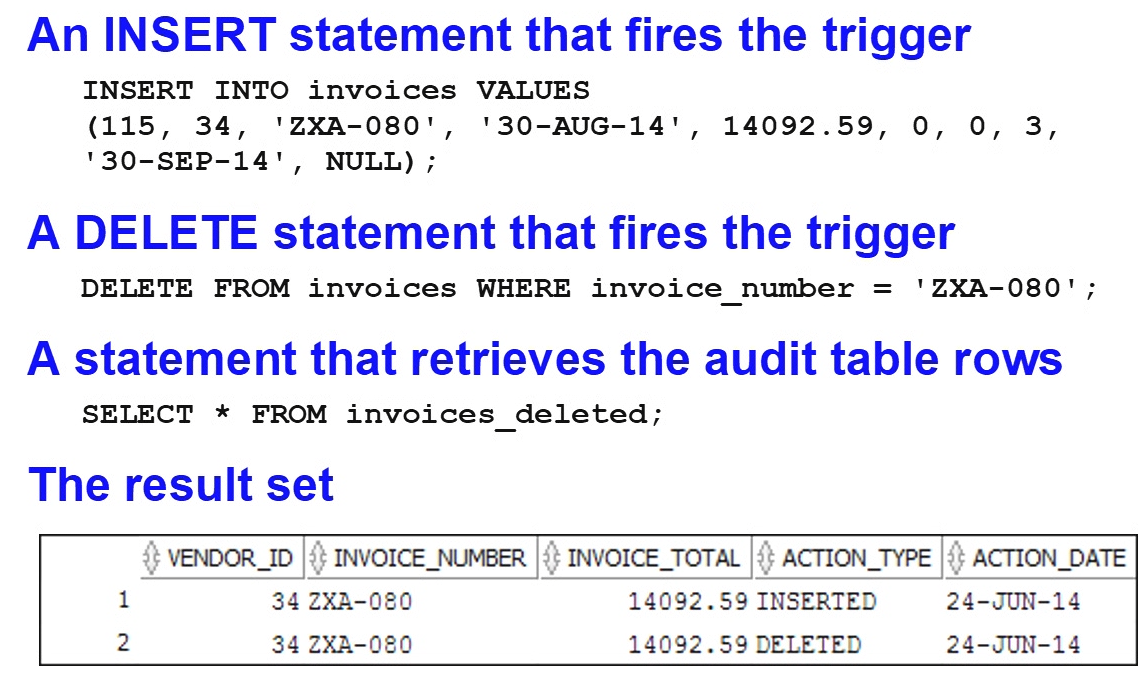 An INSERT statement that fires the trigger
INSERT INTO invoices VALUES
(115, 34, 'ZXA-080', '30-AUG-14', 14092.59, 0, 0, 3,
'30-SEP-14', NULL);
A DELETE statement that fires the trigger
DELETE FROM invoices WHERE invoice_number = 'ZXA-080';
A statement that retrieves the audit table rows
SELECT * FROM invoices_deleted;
The result set
VENDOR_ID INVOICE_NUMBER INVOICE_TOTAL ACTION_TYPE ACTION_DATE
1 34 ZXA-080 14092.59 INSERTED 24-JUN-14
2 34 ZXA-080 14092.59 DELETED 24-JUN-14